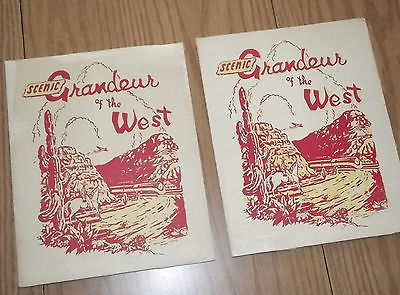 SCENIC
Grandeur
of the
West
SCENIC
Grandeur
of the
West